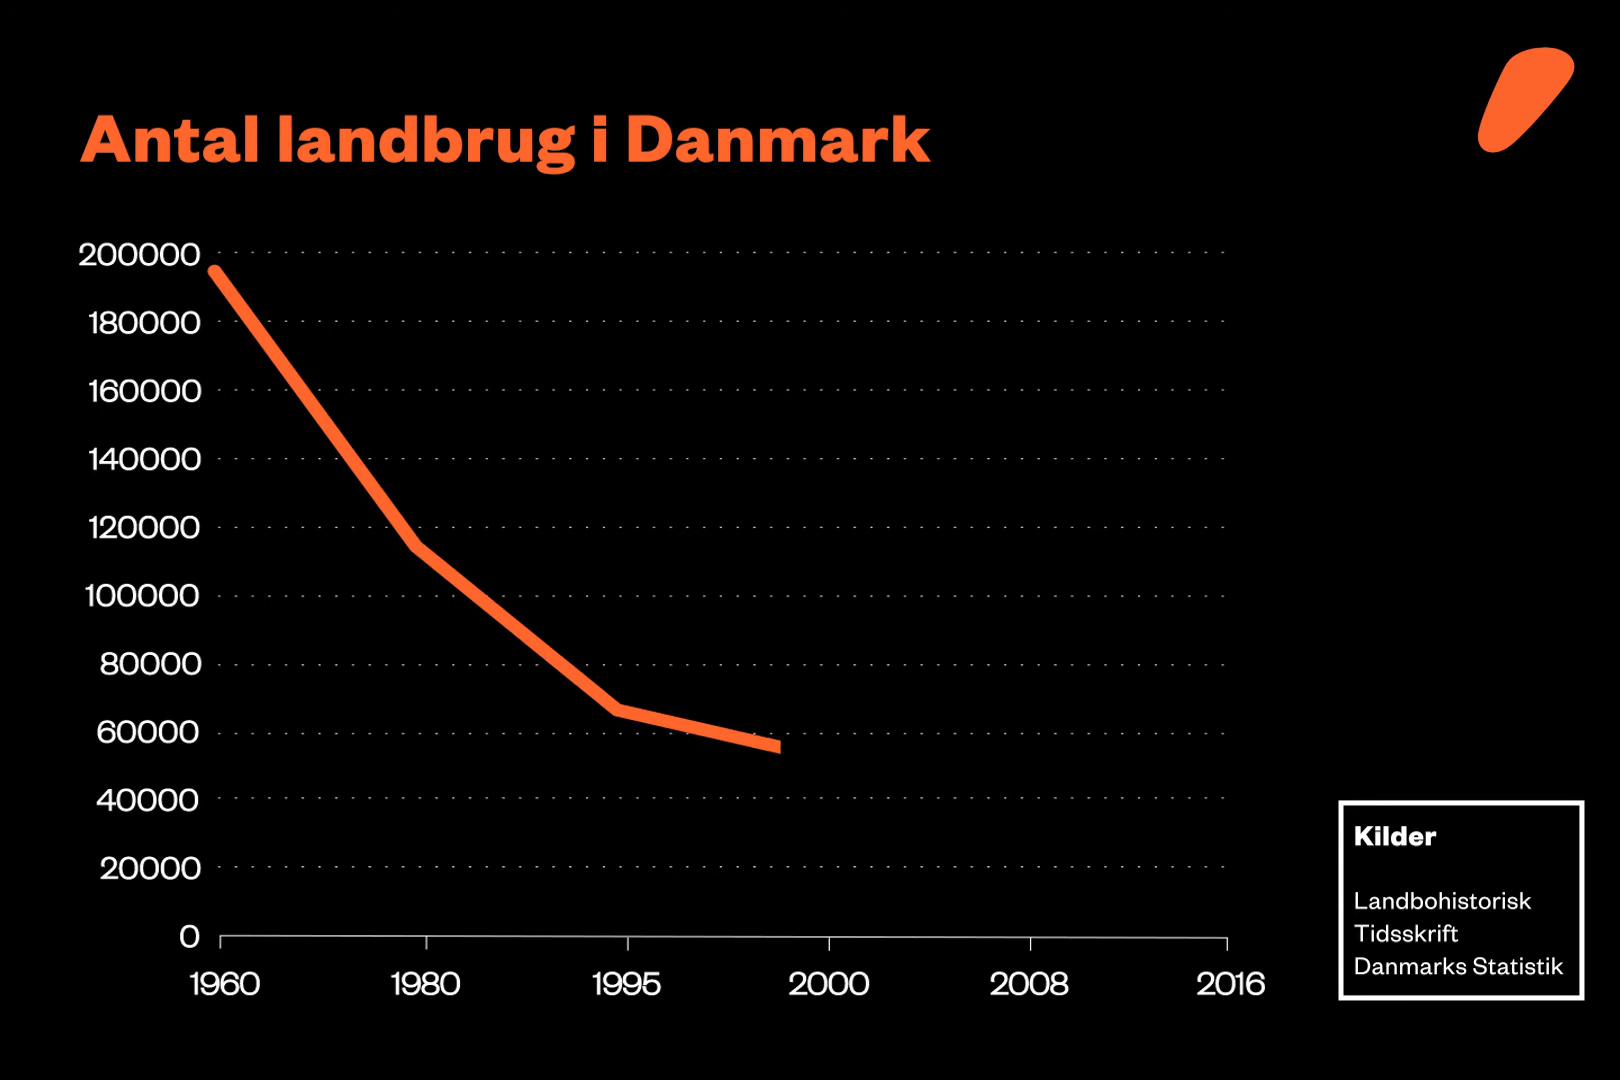 Antal landbrug i Danmark
200000
180000
160000
140000
120000
100000
80000
60000
40000
20000
0
1960 1980 1995 2000 2008 2016
Kilder
Landbohistorisk
Tidsskrift
Danmarks Statistik